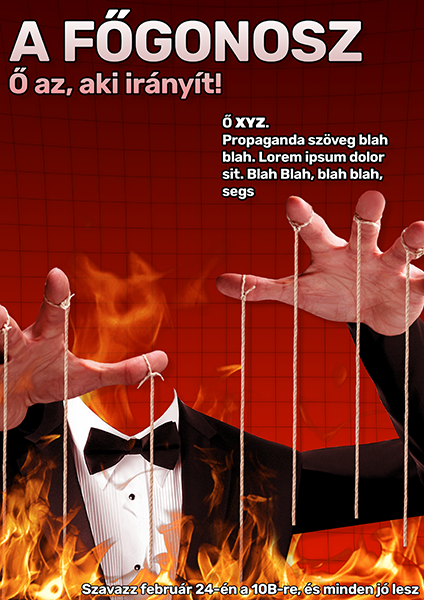 A FŐGONOSZ
Ő az, aki irányít!
Ő XYZ.
Propaganda szöveg blah
blah. Lorem ipsum dolor
sit. Blah Blah, blah blah,
segs
Szavazz február 24-én a 10B-re, és minden jó lesz